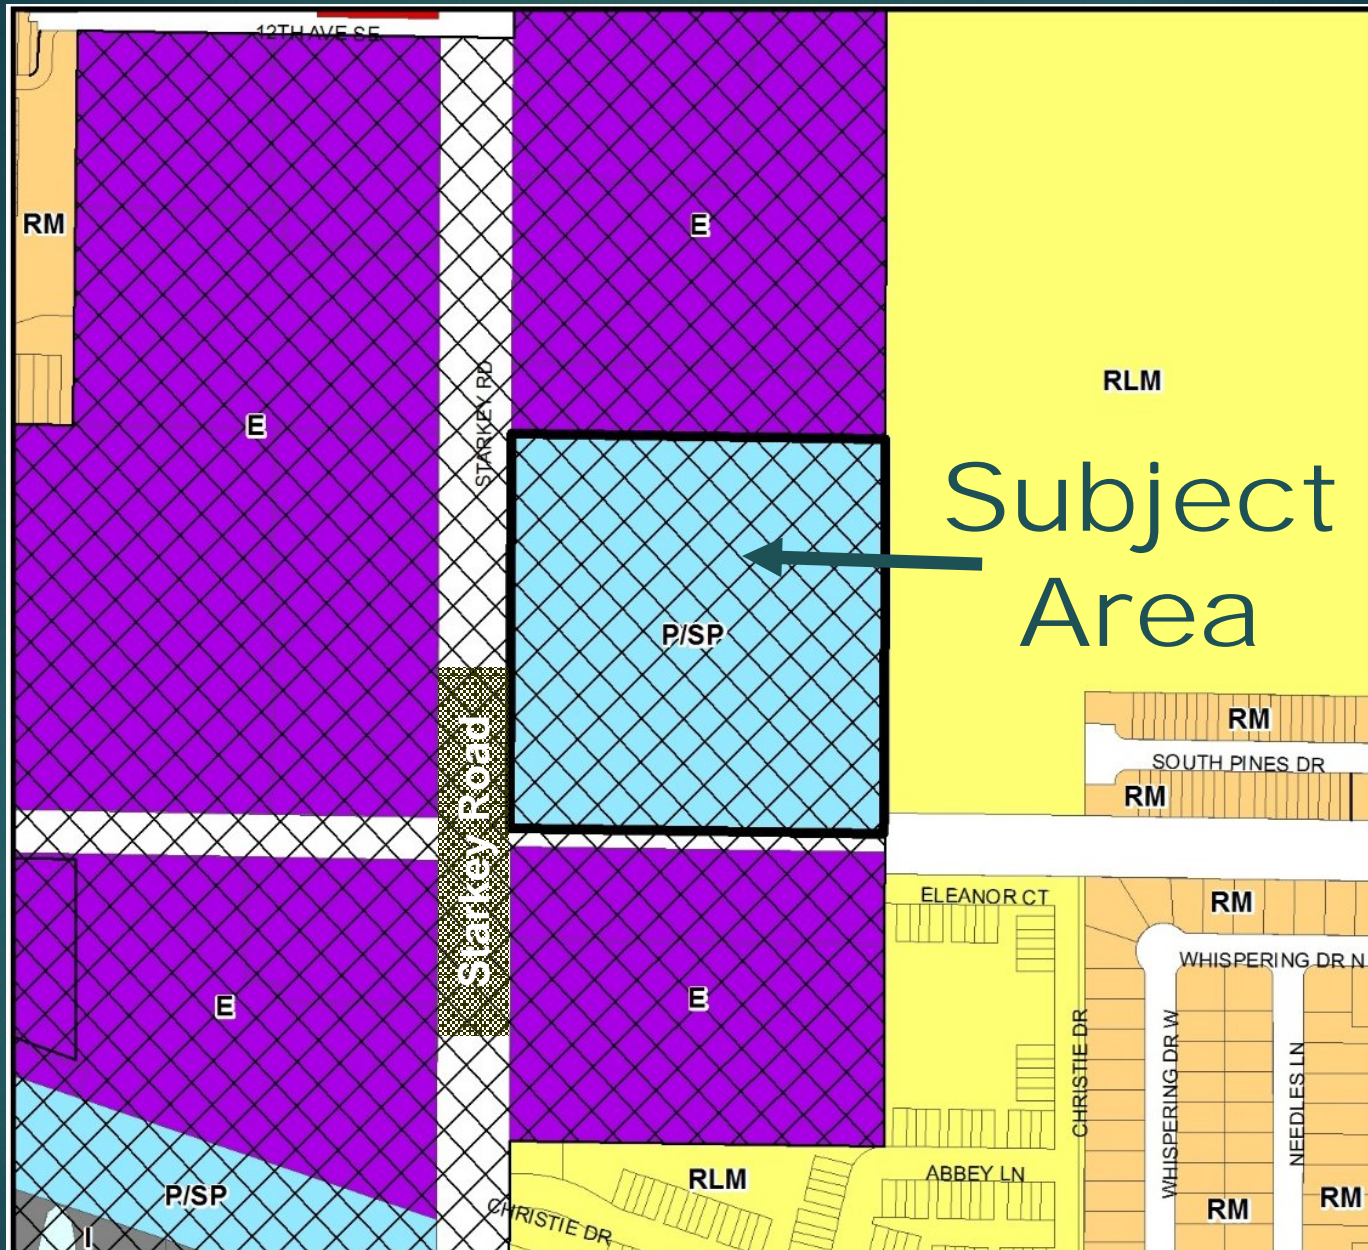 12TH AVE SE
RM
E
E
STARKEY RD
RLM
Subject
Area
P/SP
RM
SOUTH PINES DR
RM
Starkey Road
ELEANOR CT
RM
WHISPERING DR N
E
E
CHRISTIE DR
WHISPERING DR W
NEEDLES LN
RLM
ABBEY LN
P/SP
CHRISTIE DR
RM
RM
I